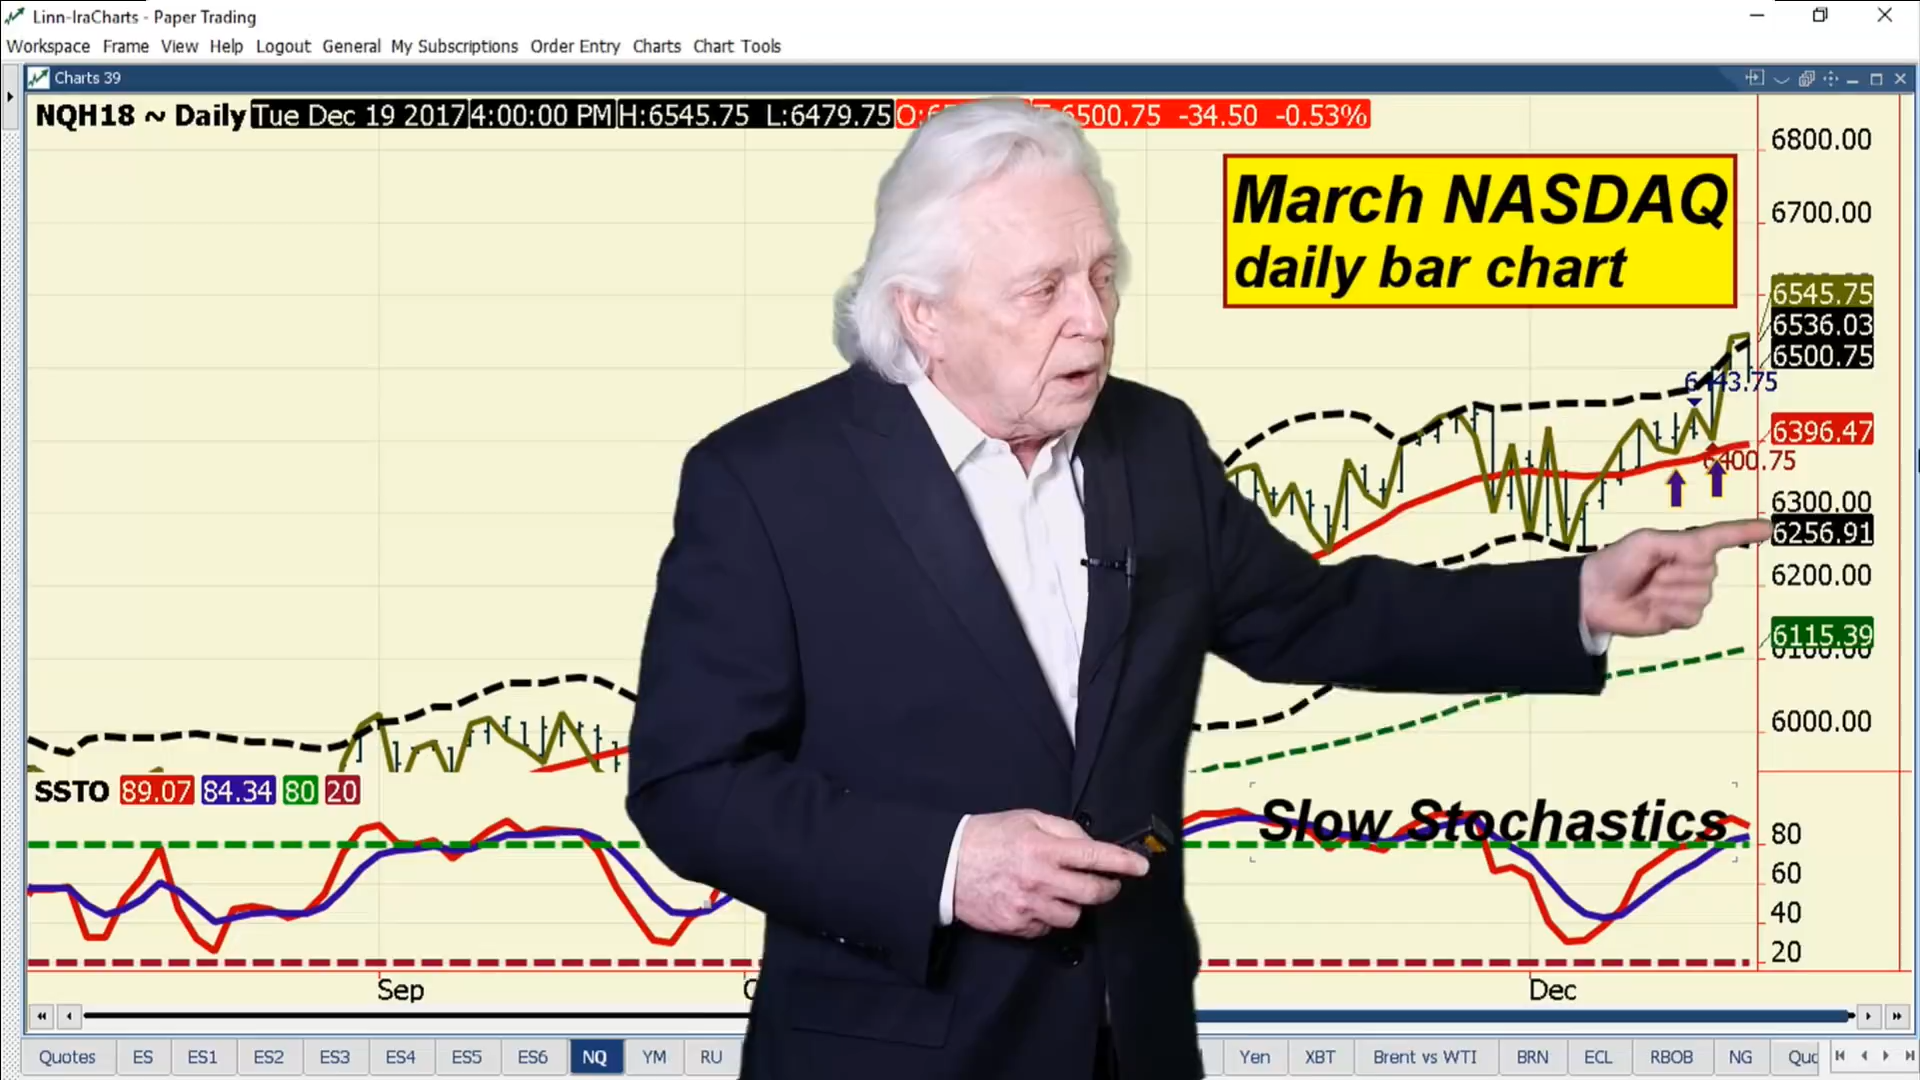 Linn-IraCharts - Paper Trading
Workspace Frame View Help Logout General My Subscriptions Order Entry Charts Chart Tools
Charts 39
NQH18 ~ Daily Tue Dec 19 2017 4:00:00 PM H:6545.75 L:6479.75 O:6 6500.75 -34.50 -0.53%
March NASDAQ
daily bar chart
6800.00
6700.00
6545.75
6536.03
6500.75
6443.75
6396.47
6400.75
6300.00
6256.91
6200.00
6115.39
6100.00
6000.00
SSTO 89.07 84.34 80 20
Slow Stochastics
80
60
40
20
Sep Dec
Quotes ES ES1 ES2 ES3 ES4 ES5 ES6 NQ YM RU Yen XBT Brent vs WTI BRN ECL RBOB NG Quo